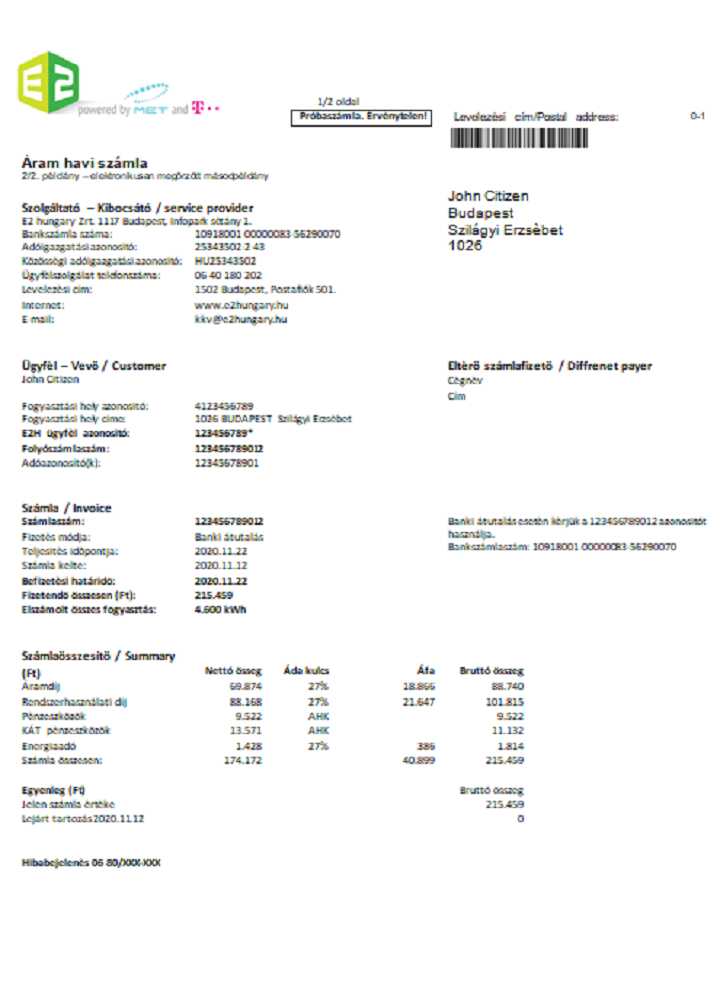 E2
powered by MET and T
1/2 oldal
Próbaszámla. Érvénytelen!
Levelezési cím/Postal address:
0-1
Áram havi számla
2/2. példány – elektronikusan megőrzött másodpéldány
John Citizen
Budapest
Szilágyi Erzsèbet
1026
Szolgáltató – Kibocsátó / service provider
E2 hungary Zrt. 1117 Budapest, Infopark sétány 1.
Bankszámla száma: 10918001-00000083-56290070
Adóigazgatási azonosító: 25343502-2-43
Közösségi adóigazgatási azonosító: HU25343502
Ügyfélszolgálat telefonszáma: 06 40 180 202
Levelezési cím: 1502 Budapest, Postafiók 501.
Internet: www.e2hungary.hu
E-mail: kkv@e2hungary.hu
Ügyfèl – Vevö / Customer
John Citizen
Eltèrö számlafizetö / Diffrenet payer
Cégnév
Cím
Fogyasztási hely azonosító: 4123456789
Fogyasztási hely címe: 1026 BUDAPEST Szilágyi Erzsébet
E2H ügyfél azonosító: 123456789*
Folyószámlaszám: 123456789012
Adóazonosító(k): 12345678901
Számla / Invoice
Számlaszám: 123456789012
Fizetés módja: Banki átutalás
Teljesítés időpontja: 2020.11.22
Számla kelte: 2020.11.12
Befizetési határidő: 2020.11.22
Fizetendő összesen (Ft): 215.459
Elszámolt összes fogyasztás: 4.600 kWh
Banki átutalás esetén kérjük a 123456789012 azonosítót
használja.
Bankszámlaszám: 10918001-00000083-56290070
Számlaösszesítö / Summary
(Ft) Nettó összeg Áda kulcs Áfa Bruttó összeg
Áramdíj 69.874 27% 18.866 88.740
Rendszerhasználati díj 88.168 27% 21.647 101.815
Pénzeszközök 9.522 AHK 9.522
KÁT pénzeszközök 13.571 AHK 11.132
Energiaadó 1.428 27% 386 1.814
Számla összesen: 174.172 40.899 215.459
Egyenleg (Ft) Bruttó összeg
Jelen számla értéke 215.459
Lejárt tartozás 2020.11.12 0
Hibabejelenés 06-80/XXX-XXX